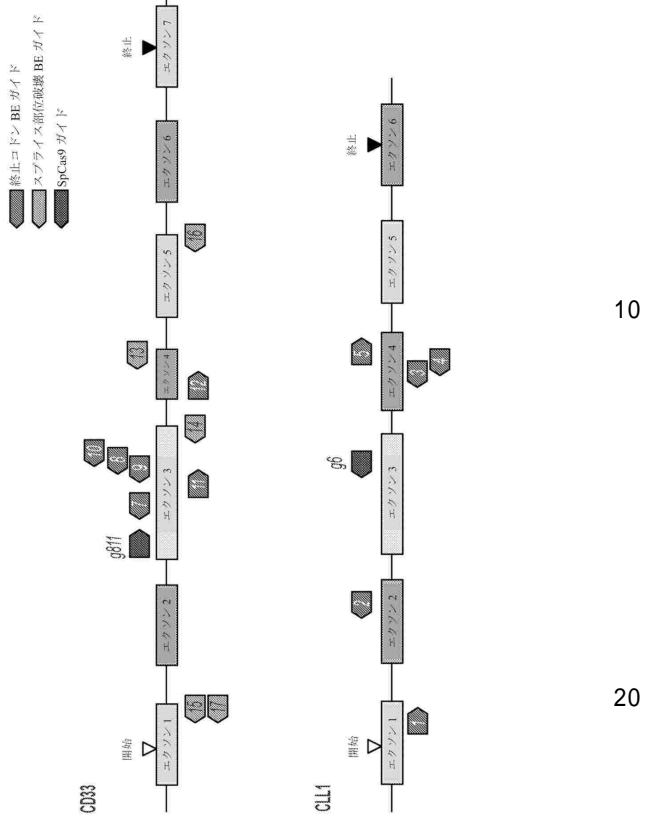 終止コドン BE ガイド
スプライス部位破壊 BE ガイド
SpCas9 ガイド
CD33
開始
終止
g811
7
10
8
9
13
エクソン 1
エクソン 2
エクソン 3
エクソン 4
エクソン 5
エクソン 6
エクソン 7
15
17
11
14
12
16
CLL1
開始
終止
2
g6
5
エクソン 1
エクソン 2
エクソン 3
エクソン 4
エクソン 5
エクソン 6
1
3
4
10
20